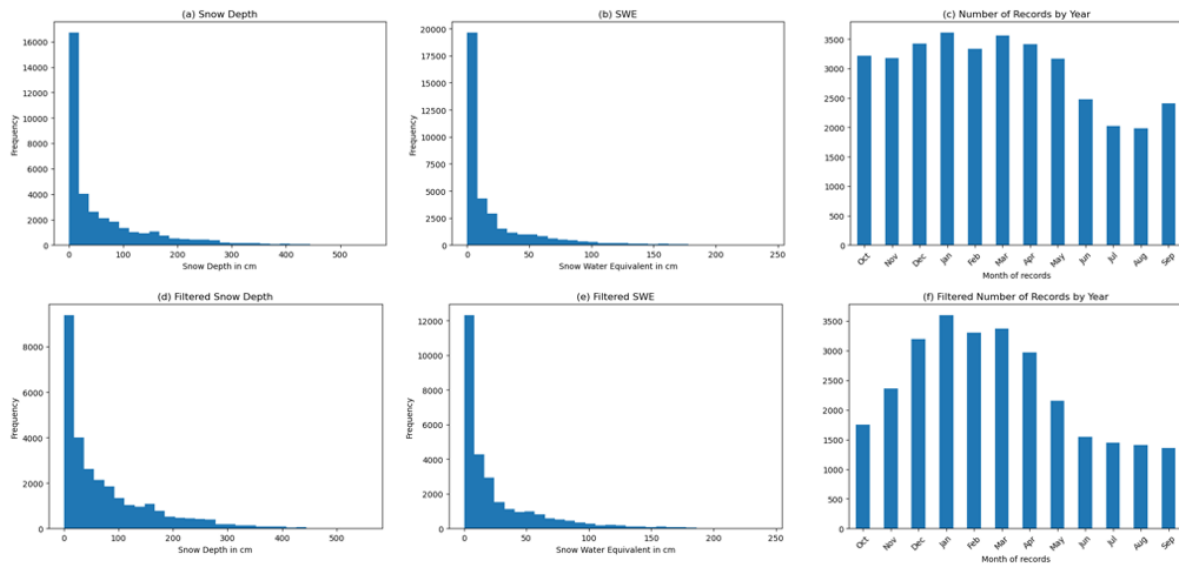 (a) Snow Depth
Frequency
16000
14000
12000
10000
8000
6000
4000
2000
0
0 100 200 300 400 500
Snow Depth in cm
(b) SWE
Frequency
20000
17500
15000
12500
10000
7500
5000
2500
0
0 50 100 150 200 250
Snow Water Equivalent in cm
(c) Number of Records by Year
3500
3000
2500
2000
1500
1000
500
0
Oct Nov Dec Jan Feb Mar Apr May Jun Jul Aug Sep
Month of records
(d) Filtered Snow Depth
Frequency
8000
6000
4000
2000
0
0 100 200 300 400 500
Snow Depth in cm
(e) Filtered SWE
Frequency
12000
10000
8000
6000
4000
2000
0
0 50 100 150 200 250
Snow Water Equivalent in cm
(f) Filtered Number of Records by Year
3500
3000
2500
2000
1500
1000
500
0
Oct Nov Dec Jan Feb Mar Apr May Jun Jul Aug Sep
Month of records